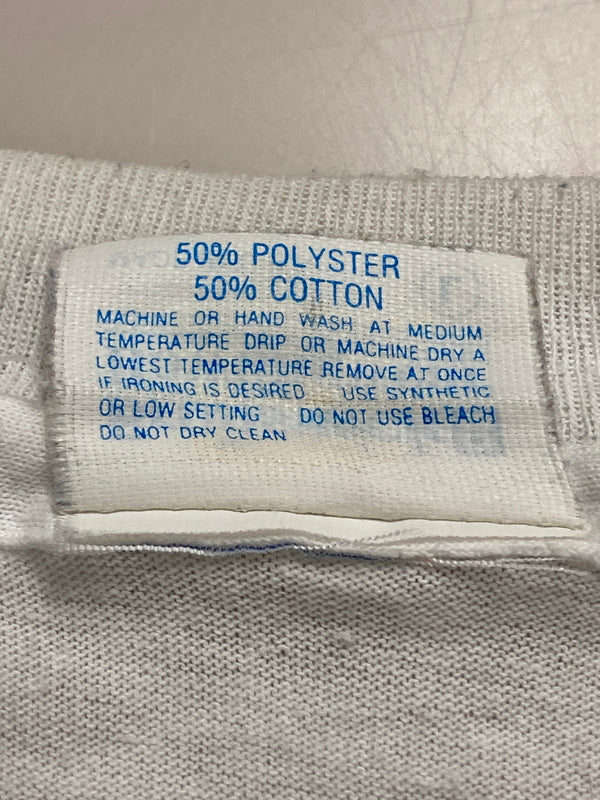 50% POLYSTER
50% COTTON
MACHINE OR HAND WASH AT MEDIUM
TEMPERATURE DRIP OR MACHINE DRY A
LOWEST TEMPERATURE REMOVE AT ONCE
IF IRONING IS DESIRED USE SYNTHETIC
OR LOW SETTING DO NOT USE BLEACH
DO NOT DRY CLEAN